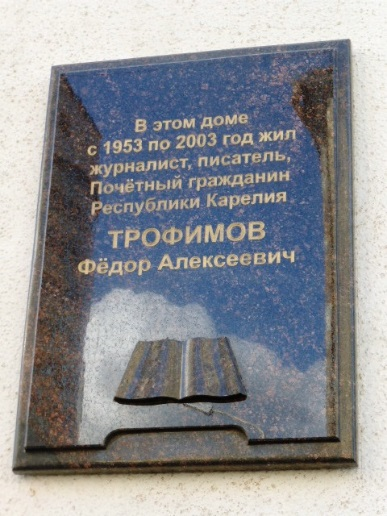 В этом доме
с 1953 по 2003 год жил
журналист, писатель,
Почётный гражданин
Республики Карелия
ТРОФИМОВ
Фёдор Алексеевич